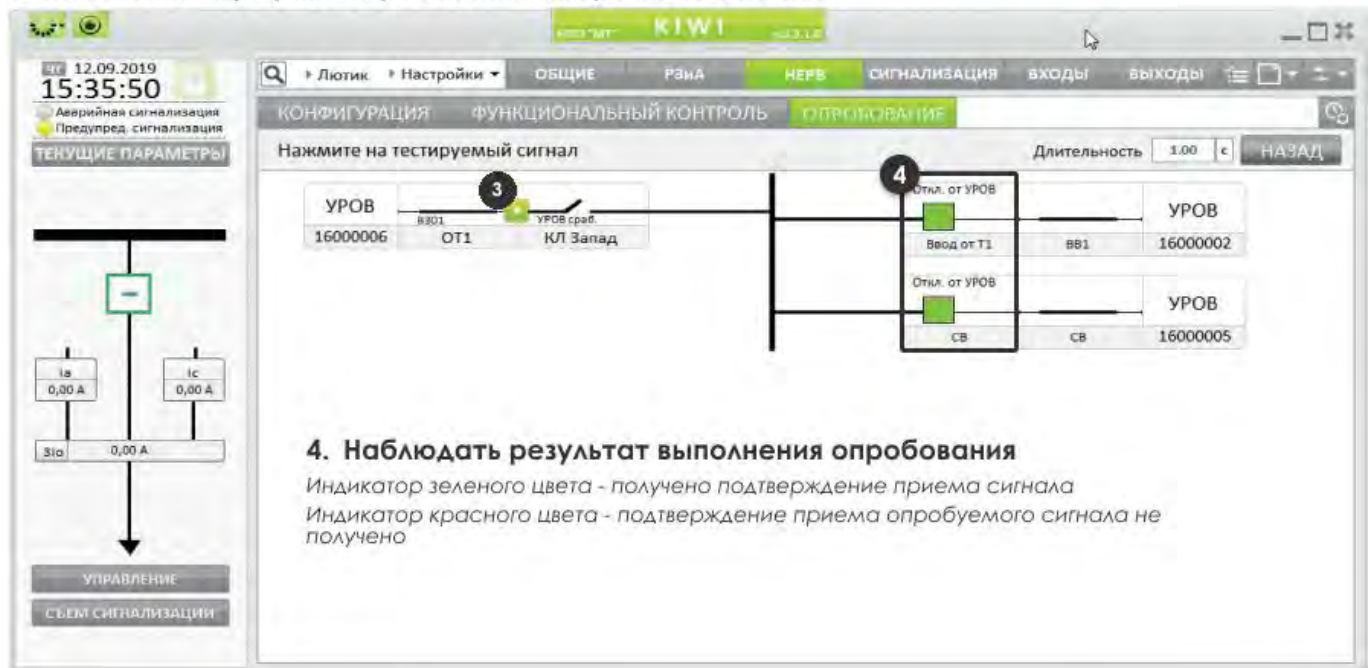 KIWI
ЧТ 12.09.2019
15:35:50
Аварийная сигнализация
Предупред. сигнализация
ТЕКУЩИЕ ПАРАМЕТРЫ
Ia
0,00 A
Ic
0,00 A
3Io
0,00 A
УПРАВЛЕНИЕ
СЪЕМ СИГНАЛИЗАЦИИ
Лютик Настройки ОБЩИЕ РЗиА НЕРВ СИГНАЛИЗАЦИЯ ВХОДЫ ВЫХОДЫ
КОНФИГУРАЦИЯ ФУНКЦИОНАЛЬНЫЙ КОНТРОЛЬ ОПРОБОВАНИЕ
Нажмите на тестируемый сигнал Длительность 1.00 с НАЗАД
3
УРОВ
ВЗ01 УРОВ сраб.
16000006 ОТ1 КЛ Запад
4
Откл. от УРОВ
УРОВ
Ввод от Т1 ВВ1 16000002
Откл. от УРОВ
УРОВ
СВ СВ 16000005
4. Наблюдать результат выполнения опробования
Индикатор зеленого цвета - получено подтверждение приема сигнала
Индикатор красного цвета - подтверждение приема опробуемого сигнала не
получено